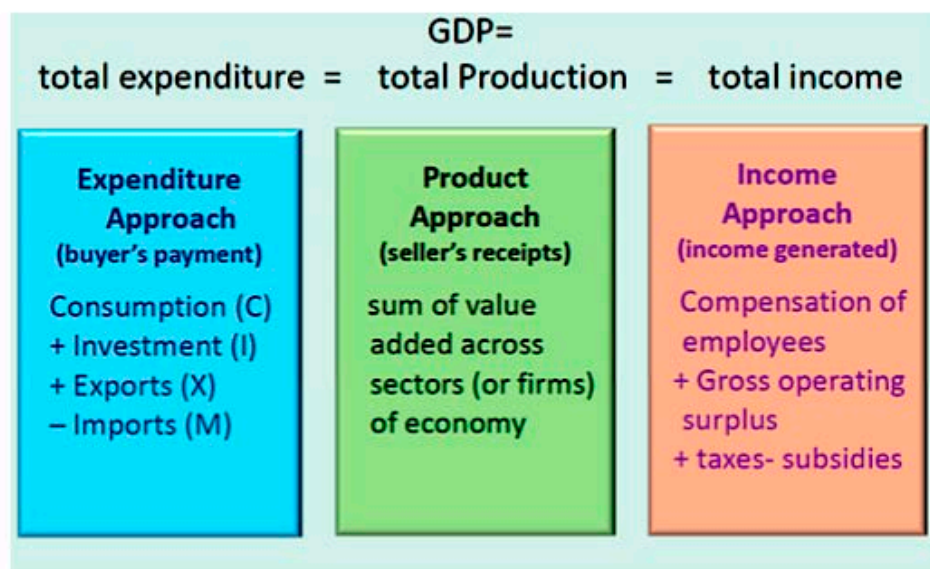 GDP=
total expenditure = total Production = total income
Expenditure
Approach
(buyer's payment)
Consumption (C)
+ Investment (I)
+ Exports (X)
– Imports (M)
Product
Approach
(seller's receipts)
sum of value
added across
sectors (or firms)
of economy
Income
Approach
(income generated)
Compensation of
employees
+ Gross operating
surplus
+ taxes- subsidies